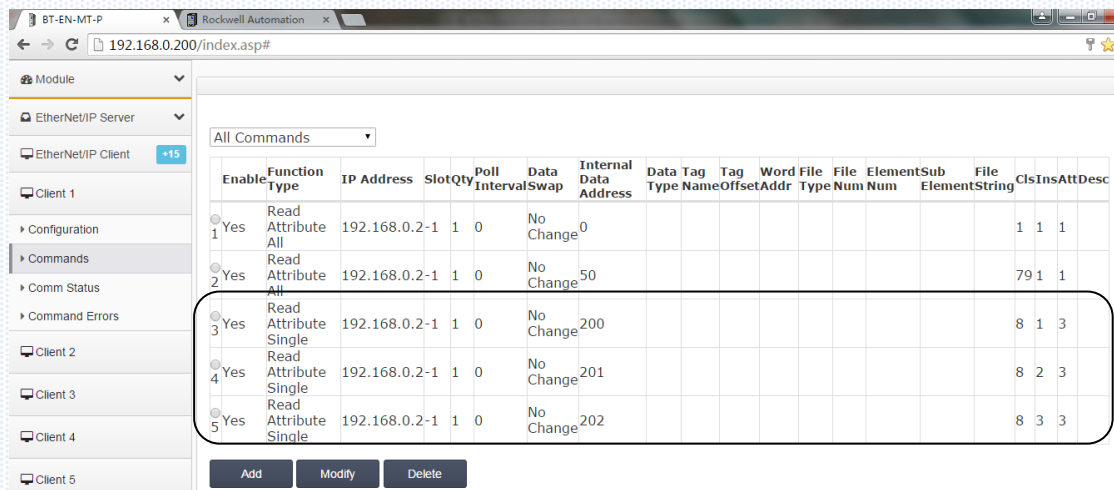 BT-EN-MT-P
Rockwell Automation
192.168.0.200/index.asp#
Module
EtherNet/IP Server
EtherNet/IP Client +15
Client 1
Configuration
Commands
Comm Status
Command Errors
Client 2
Client 3
Client 4
Client 5
All Commands
Enable Function Type IP Address Slot Qty Poll Interval Data Swap Internal Data Address Data Type Tag Name Tag Offset Word Addr File Type File Num Element Num Sub Element File String Cls Ins Att Desc
1 Yes Read Attribute All 192.168.0.2 -1 1 0 No Change 0 1 1 1
2 Yes Read Attribute All 192.168.0.2 -1 1 0 No Change 50 79 1 1
3 Yes Read Attribute Single 192.168.0.2 -1 1 0 No Change 200 8 1 3
4 Yes Read Attribute Single 192.168.0.2 -1 1 0 No Change 201 8 2 3
5 Yes Read Attribute Single 192.168.0.2 -1 1 0 No Change 202 8 3 3
Add Modify Delete